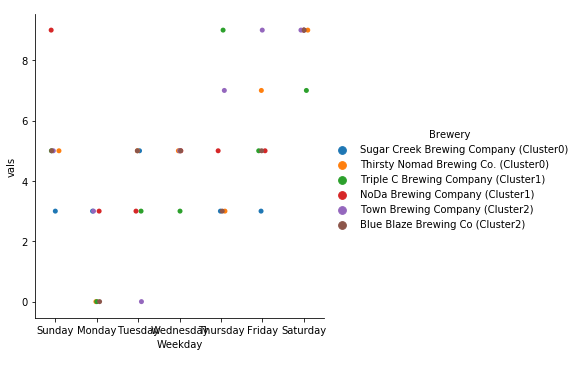 8
6
4
2
0
vals
Sunday Monday Tuesday Wednesday Thursday Friday Saturday
Weekday
Brewery
Sugar Creek Brewing Company (Cluster0)
Thirsty Nomad Brewing Co. (Cluster0)
Triple C Brewing Company (Cluster1)
NoDa Brewing Company (Cluster1)
Town Brewing Company (Cluster2)
Blue Blaze Brewing Co (Cluster2)